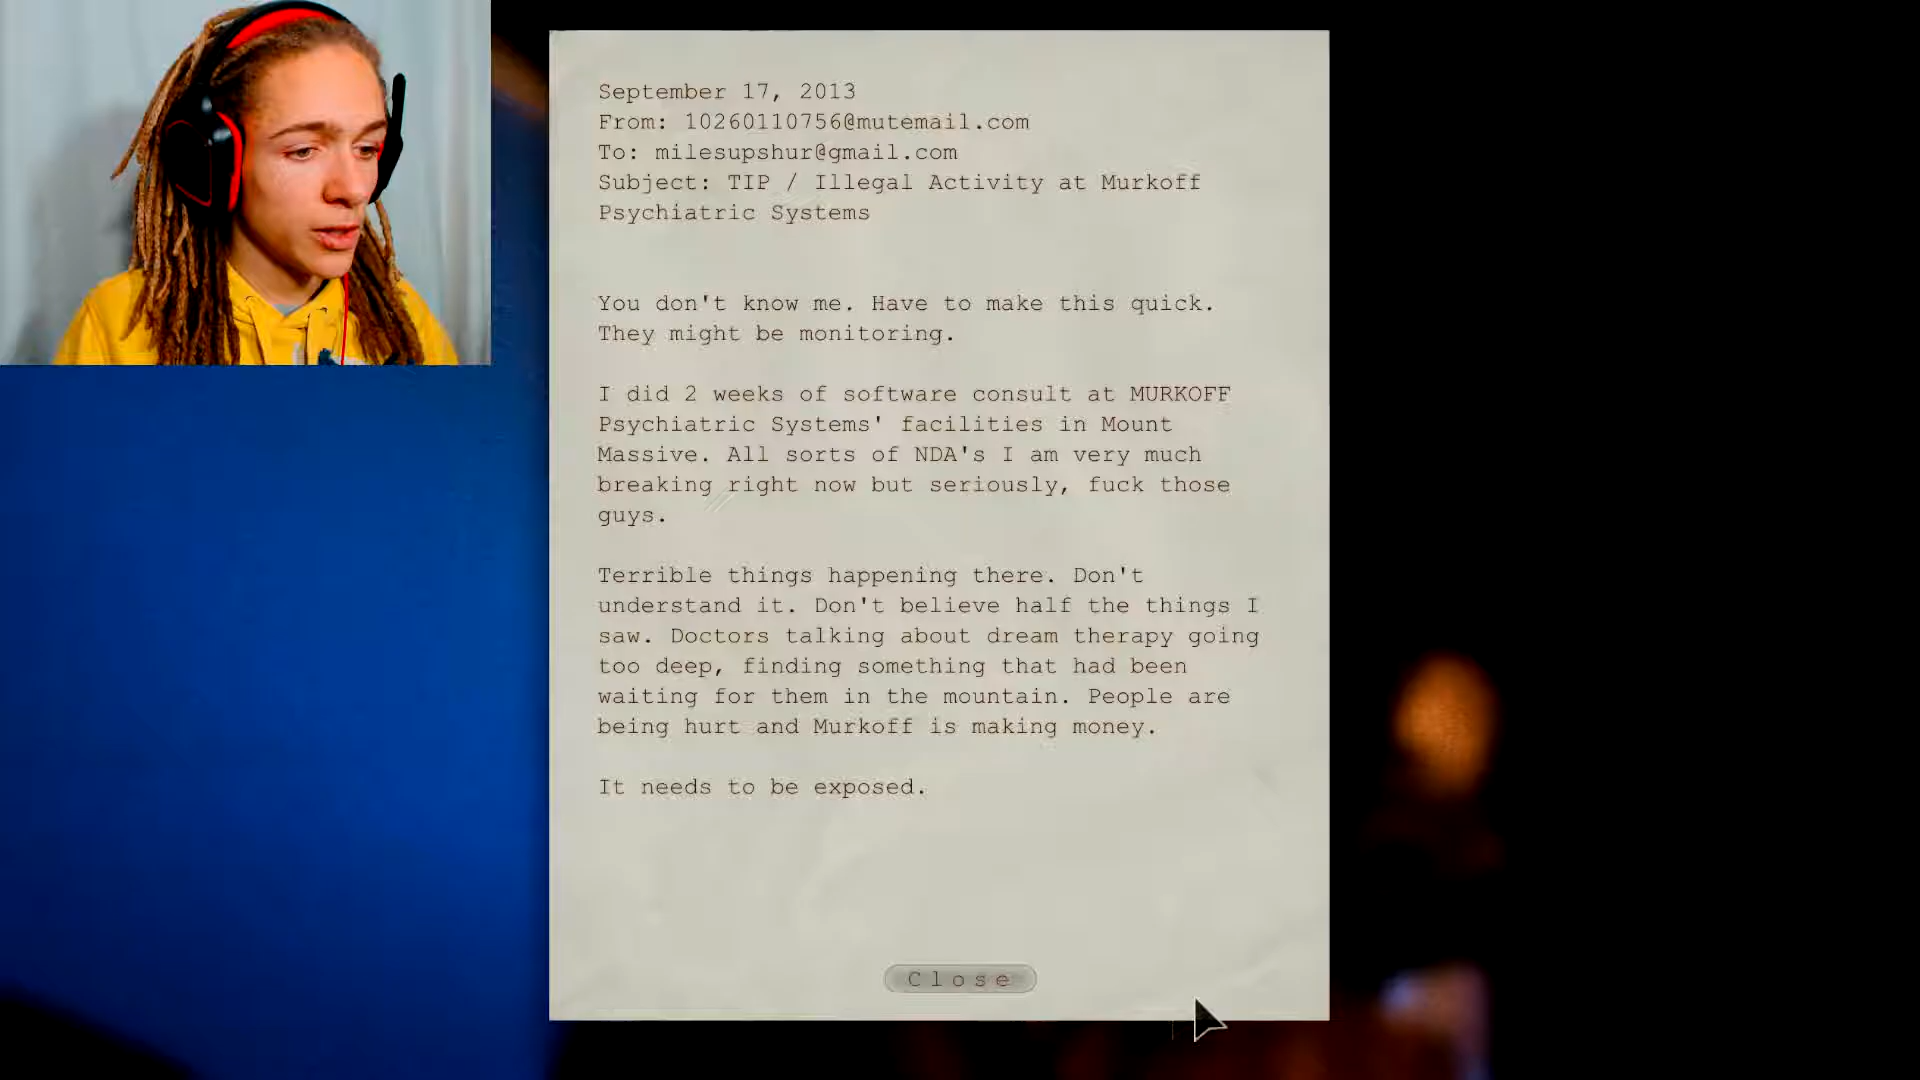 September 17, 2013
From: 10260110756@mutemail.com
To: milesupshur@gmail.com
Subject: TIP / Illegal Activity at Murkoff
Psychiatric Systems
You don't know me. Have to make this quick.
They might be monitoring.
I did 2 weeks of software consult at MURKOFF
Psychiatric Systems' facilities in Mount
Massive. All sorts of NDA's I am very much
breaking right now but seriously, fuck those
guys.
Terrible things happening there. Don't
understand it. Don't believe half the things I
saw. Doctors talking about dream therapy going
too deep, finding something that had been
waiting for them in the mountain. People are
being hurt and Murkoff is making money.
It needs to be exposed.
Close